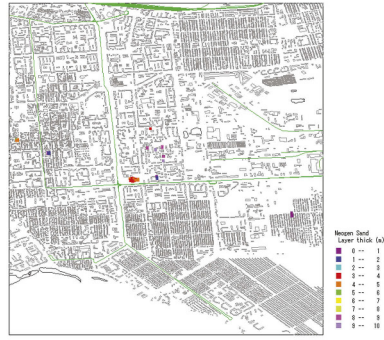 Neogen Sand
Layer thick (m)
0 -- 1
1 -- 2
2 -- 3
3 -- 4
4 -- 5
5 -- 6
6 -- 7
7 -- 8
8 -- 9
9 -- 10